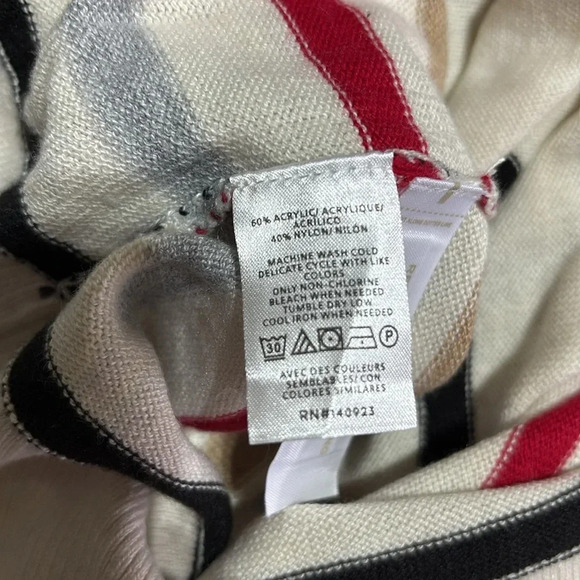 60% ACRYLIC/ ACRYLIQUE/
ACRILICO
40% NYLON/ NILÓN
MACHINE WASH COLD
DELICATE CYCLE WITH LIKE
COLORS
ONLY NON-CHLORINE
BLEACH WHEN NEEDED
TUMBLE DRY LOW
COOL IRON WHEN NEEDED
30
P
AVEC DES COULEURS
SEMBLABLES/ CON
COLORES SIMILARES
RN#140923